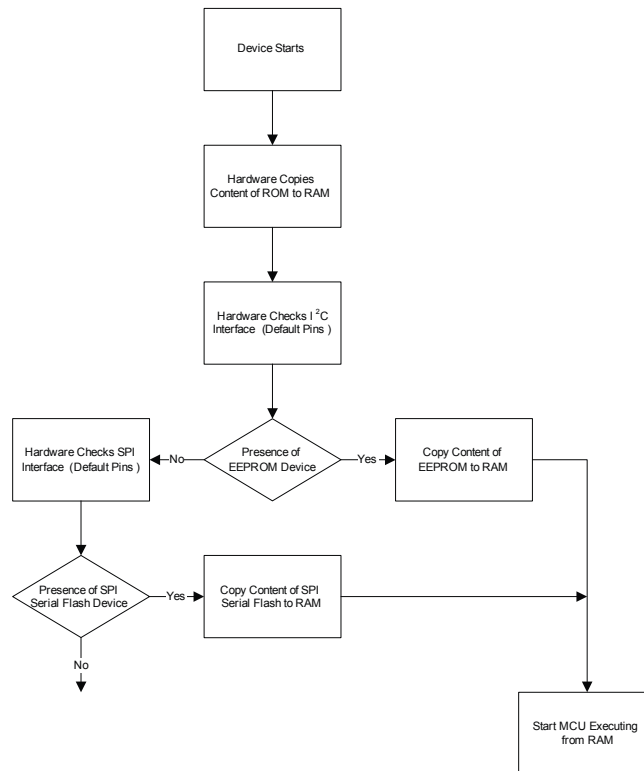 Device Starts
Hardware Copies
Content of ROM to RAM
Hardware Checks I 2C
Interface (Default Pins )
Presence of
EEPROM Device
No
Yes
Hardware Checks SPI
Interface (Default Pins )
Copy Content of
EEPROM to RAM
Presence of SPI
Serial Flash Device
Yes
Copy Content of SPI
Serial Flash to RAM
No
Start MCU Executing
from RAM